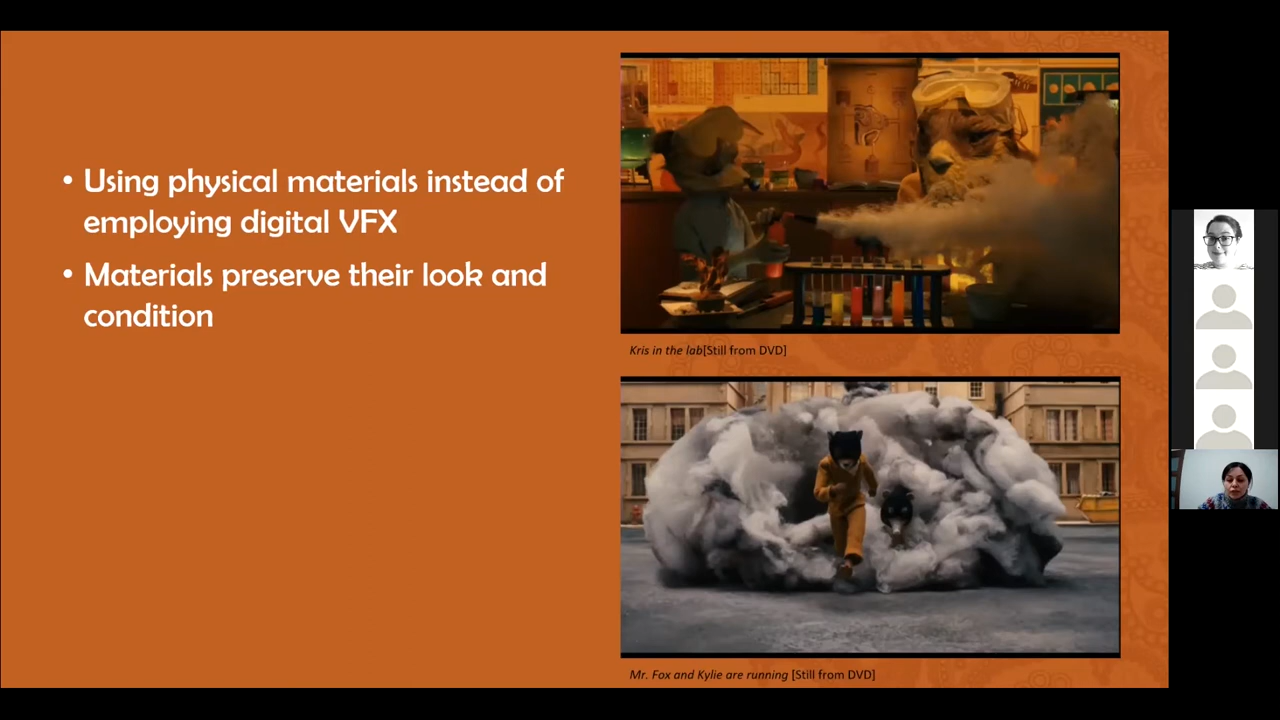 • Using physical materials instead of
employing digital VFX
• Materials preserve their look and
condition
Kris in the lab[Still from DVD]
Mr. Fox and Kylie are running [Still from DVD]